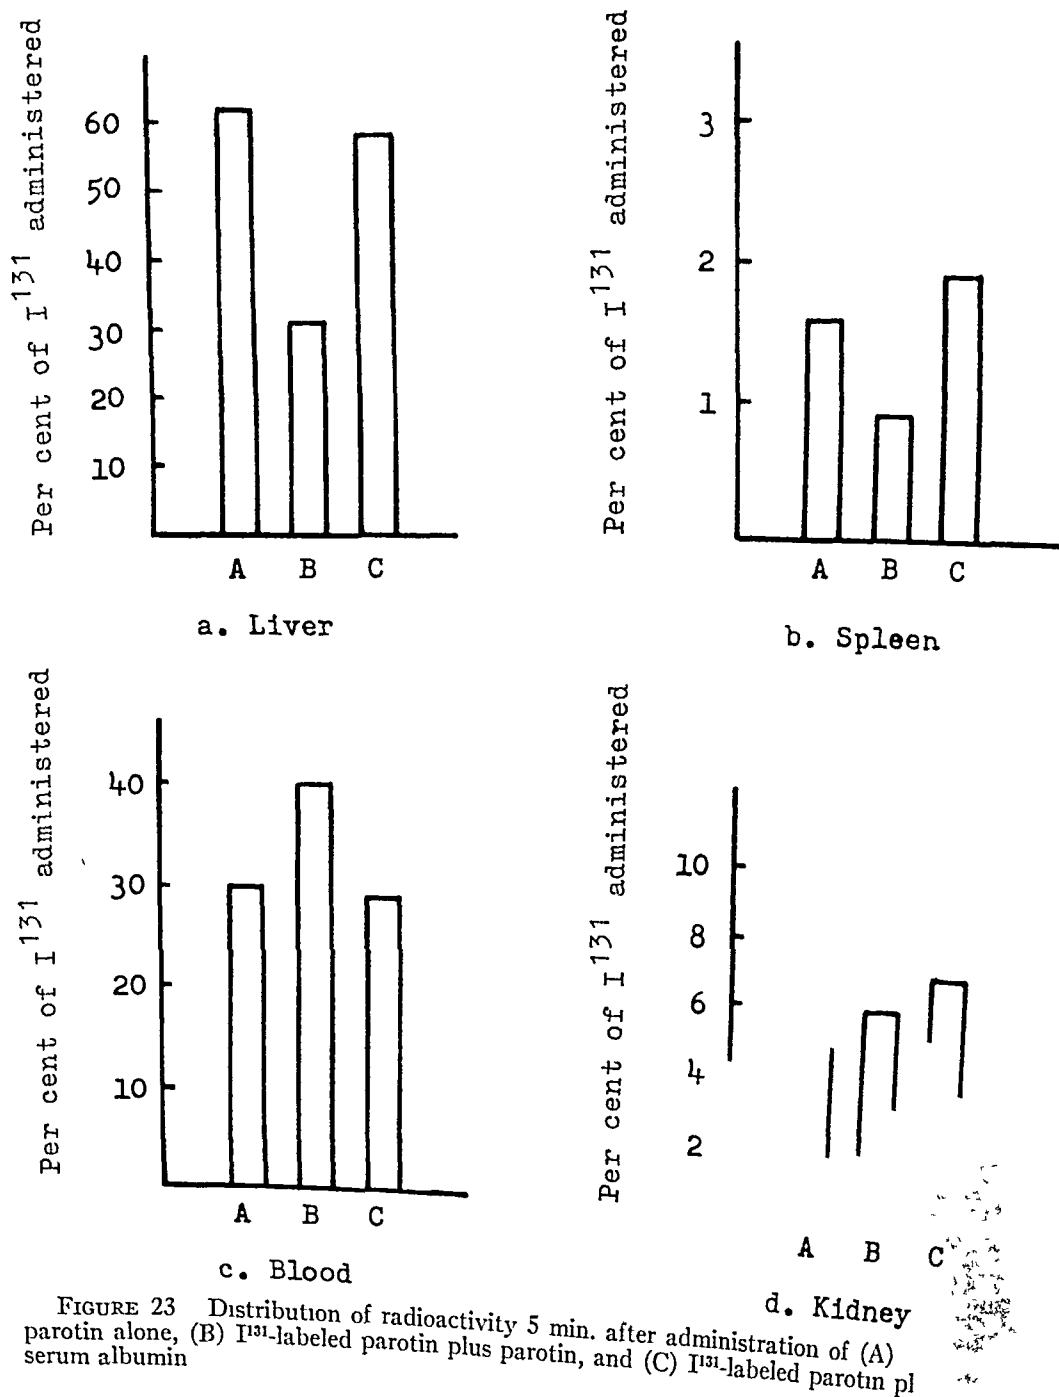 Per cent of I¹³¹ administered
60
50
40
30
20
10
A B C
a. Liver
Per cent of I¹³¹ administered
3
2
1
A B C
b. Spleen
Per cent of I¹³¹ administered
40
30
20
10
A B C
c. Blood
Per cent of I¹³¹ administered
10
8
6
4
2
A B C
d. Kidney
FIGURE 23 Distribution of radioactivity 5 min. after administration of (A)
parotin alone, (B) I¹³¹-labeled parotin plus parotin, and (C) I¹³¹-labeled parotin pl
serum albumin